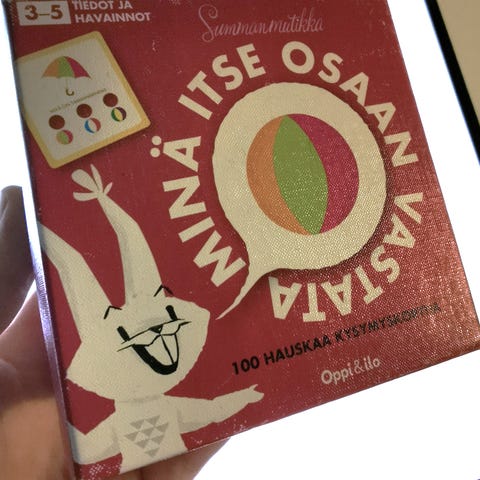 3–5
TIEDOT JA
HAVAINNOT
Summanmutikka
MINÄ ITSE OSAAN VASTATA
100 HAUSKAA KYSYMYSKORTTIA
Oppi&ilo